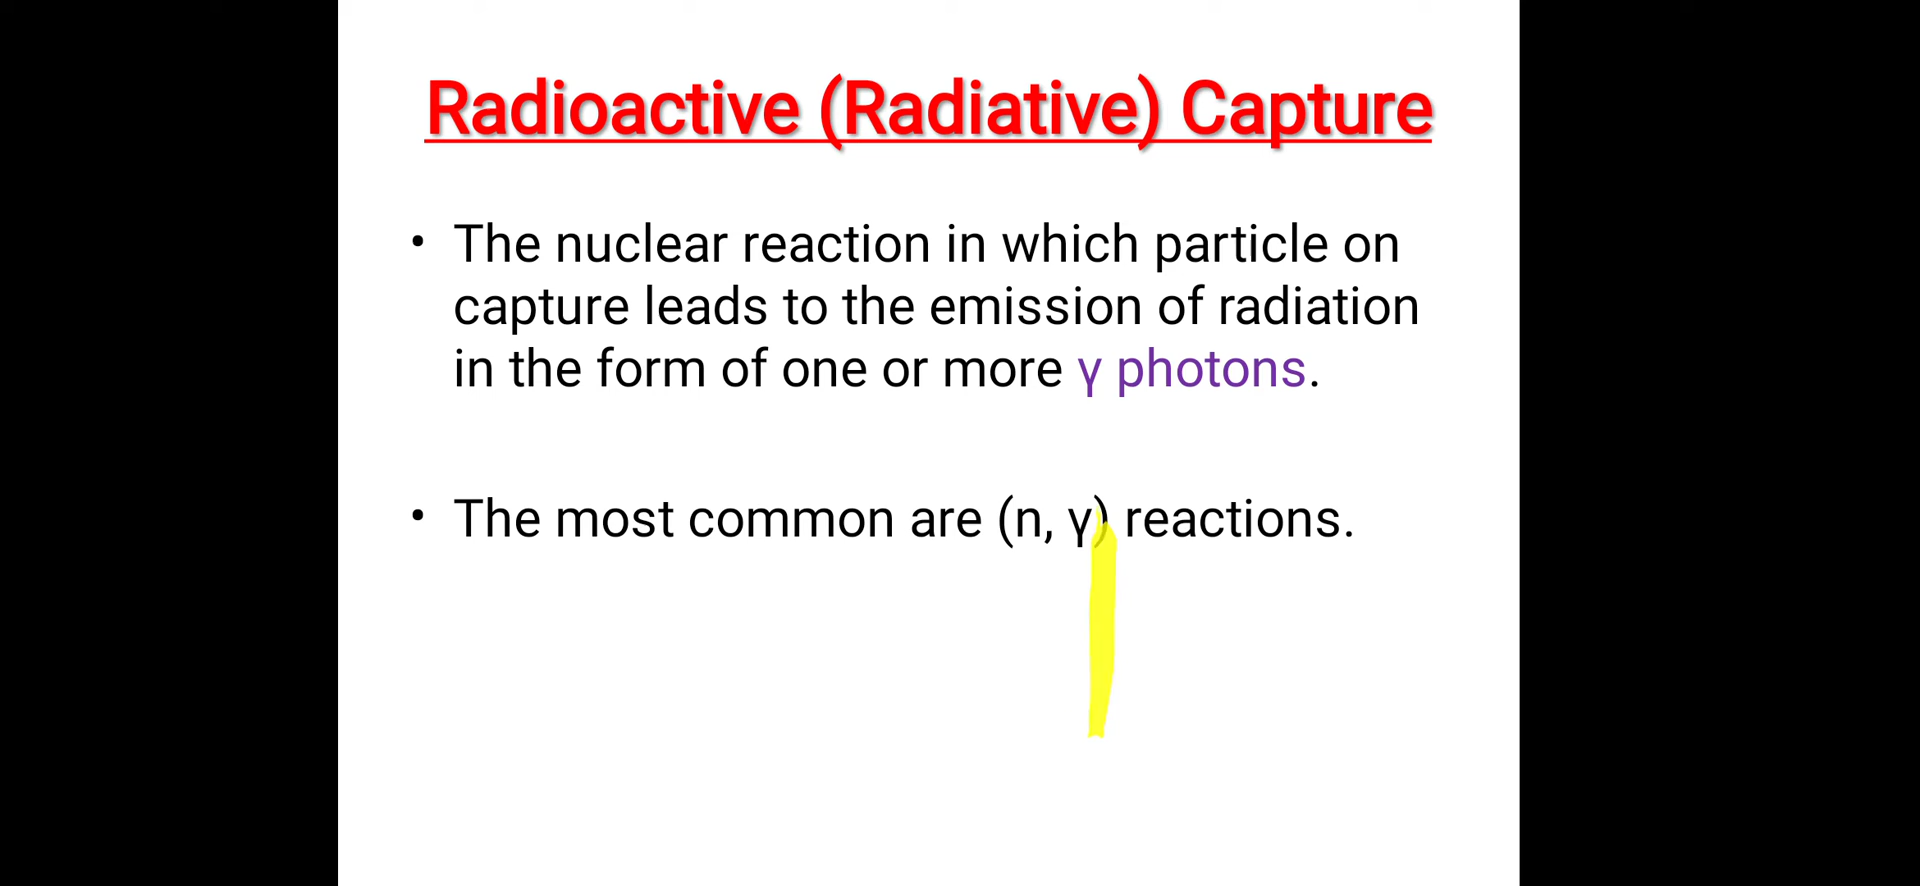 Radioactive (Radiative) Capture
• The nuclear reaction in which particle on
capture leads to the emission of radiation
in the form of one or more γ photons.
• The most common are (n, γ) reactions.